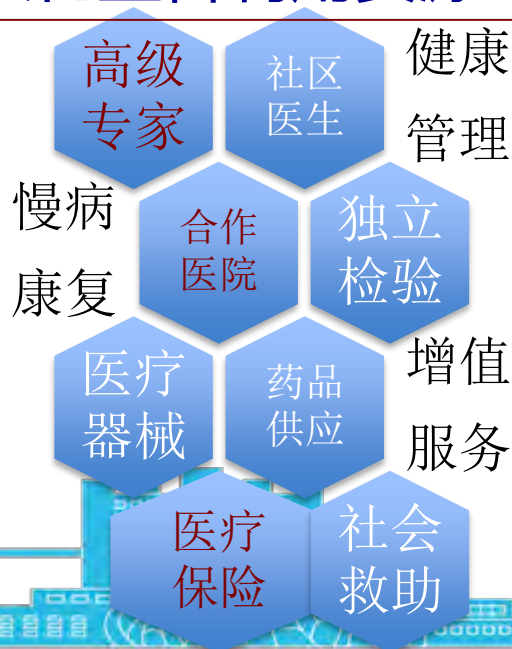 高级
专家
社区
医生
健康
管理
慢病
康复
合作
医院
独立
检验
医疗
器械
药品
供应
增值
服务
医疗
保险
社会
救助